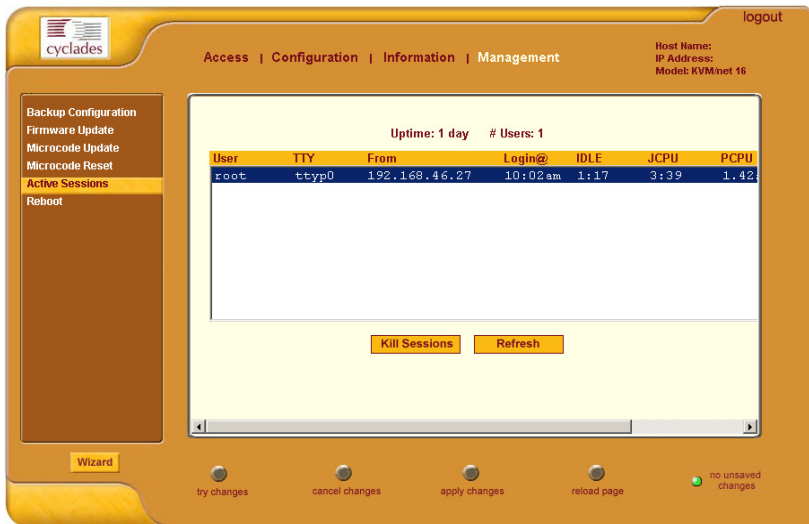 logout
cyclades
Access | Configuration | Information | Management
Host Name:
IP Address:
Model: KVM/net 16
Backup Configuration
Firmware Update
Microcode Update
Microcode Reset
Active Sessions
Reboot
Uptime: 1 day # Users: 1
User TTY From Login@ IDLE JCPU PCPU
root ttyp0 192.168.46.27 10:02am 1:17 3:39 1.42
Kill Sessions Refresh
Wizard
try changes cancel changes apply changes reload page no unsaved
changes